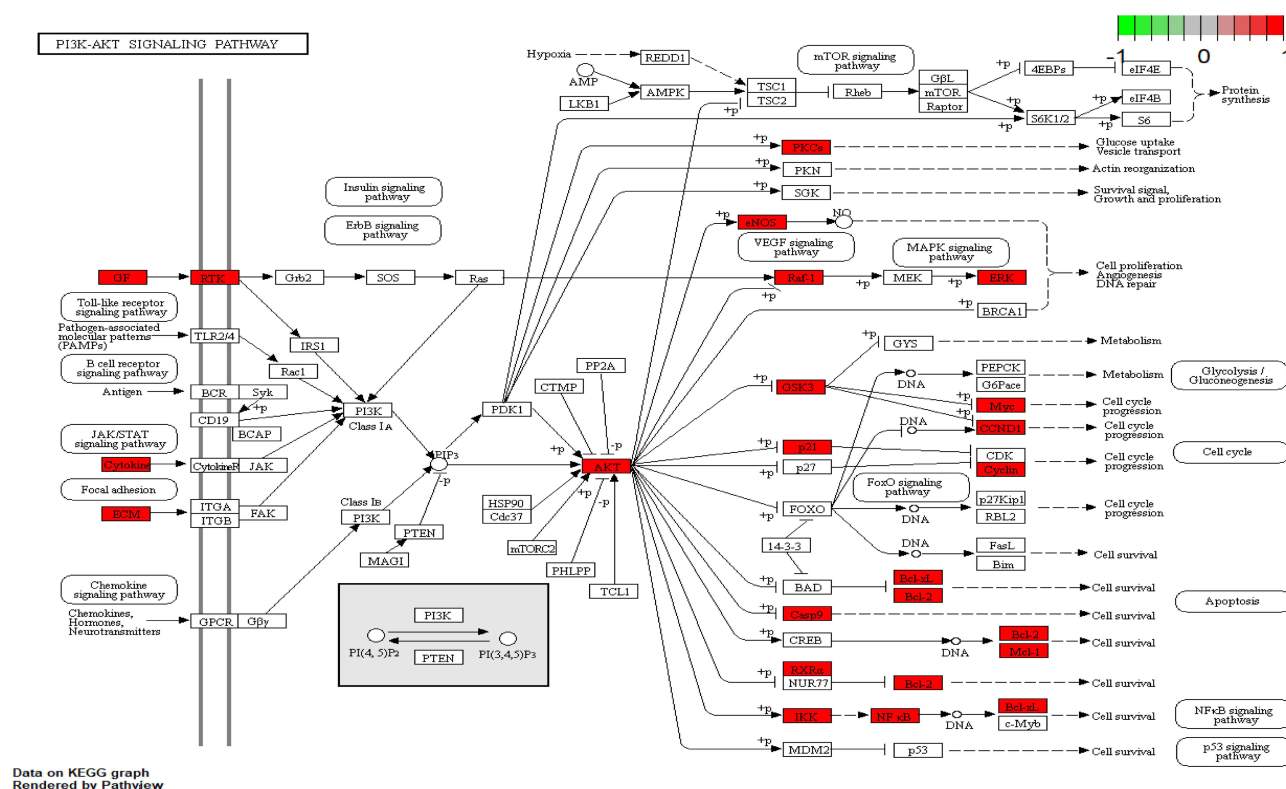 PI3K-AKT SIGNALING PATHWAY
-1 0 1
Hypoxia
REDD1
AMP
LKB1
AMPK
TSC1
TSC2
+p
Rheb
mTOR signaling
pathway
GβL
mTOR
Raptor
+p
4EBPs
eIF4E
+p
+p
S6K1/2
+p
eIF4B
+p
S6
Protein
synthesis
+p
PKCs
Glucose uptake
Vesicle transport
+p
PKN
Actin reorganization
+p
SGK
Survival signal,
Growth and proliferation
Insulin signaling
pathway
ErbB signaling
pathway
+p
eNOS
NO
VEGF signaling
pathway
MAPK signaling
pathway
GF
RTK
Grb2
SOS
Ras
Raf-1
+p
+p
MEK
+p
ERK
Cell proliferation
Angiogenesis
DNA repair
BRCA1
Toll-like receptor
signaling pathway
Pathogen-associated
molecular patterns
(PAMPs)
TLR2/4
IRS1
Rac1
B cell receptor
signaling pathway
Antigen
BCR
Syk
+p
CD19
BCAP
PI3K
Class IA
JAK/STAT
signaling pathway
Cytokine
CytokineR
JAK
Focal adhesion
ECM
ITGA
ITGB
FAK
Chemokine
signaling pathway
Chemokines,
Hormones,
Neurotransmitters
GPCR
Gβγ
Class IB
PI3K
PIP3
-p
PTEN
MAGI
PDK1
+p
CTMP
PP2A
-p
AKT
+p
-p
HSP90
Cdc37
mTORC2
PHLPP
TCL1
PI3K
PI(4, 5)P2
PI(3,4,5)P3
PTEN
+p
GYS
Metabolism
+p
GSK3
DNA
PEPCK
G6Pace
Metabolism
Glycolysis /
Gluconeogenesis
+p
Myc
Cell cycle
progression
+p
DNA
CCND1
Cell cycle
progression
+p
p21
+p
p27
CDK
Cyclin
Cell cycle
progression
Cell cycle
FoxO signaling
pathway
+p
FOXO
DNA
p27Kip1
RBL2
Cell cycle
progression
14-3-3
DNA
FasL
Bim
Cell survival
+p
BAD
Bcl-xL
Bcl-2
Cell survival
Apoptosis
+p
Casp9
Cell survival
+p
CREB
DNA
Bcl-2
Mcl-1
Cell survival
+p
RXRα
NUR77
Bcl-2
Cell survival
+p
IKK
NFκB
DNA
Bcl-xL
c-Myb
Cell survival
NFκB signaling
pathway
+p
MDM2
p53
Cell survival
p53 signaling
pathway
Data on KEGG graph
Rendered by Pathview